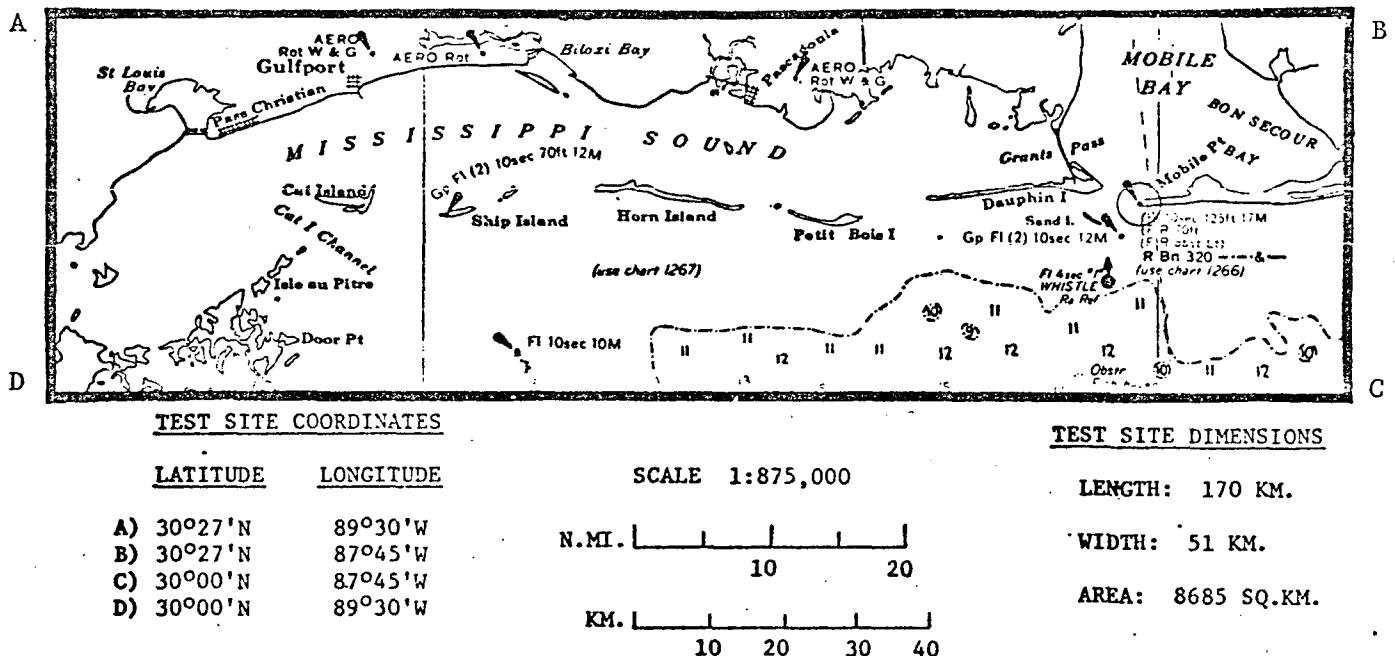 A
B
AERO
Rot W & G
Gulfport
AERO Rot
Biloxi Bay
St Louis
Bay
Pass Christian
Pascagoula
AERO
Rot W & G
MOBILE
BAY
BON SECOUR
BAY
MISSISSIPPI SOUND
Grants Pass
Mobile Pt
Gp Fl (2) 10sec 70ft 12M
Cat Island
Ship Island
Horn Island
Petit Bois I
Dauphin I
Sand I.
Gp Fl (2) 10sec 12M
Cat I Channel
Isle au Pitre
(use chart 1267)
R Bn 320
(use chart 1266)
Fl 4sec
WHISTLE
Ra Ref
Door Pt
Fl 10sec 10M
11 11 12 11 11 12 12 11 12 11 11 12
Obstr
D
C
TEST SITE COORDINATES
LATITUDE LONGITUDE
A) 30°27'N 89°30'W
B) 30°27'N 87°45'W
C) 30°00'N 87°45'W
D) 30°00'N 89°30'W
SCALE 1:875,000
N.MI.
10 20
KM.
10 20 30 40
TEST SITE DIMENSIONS
LENGTH: 170 KM.
WIDTH: 51 KM.
AREA: 8685 SQ.KM.